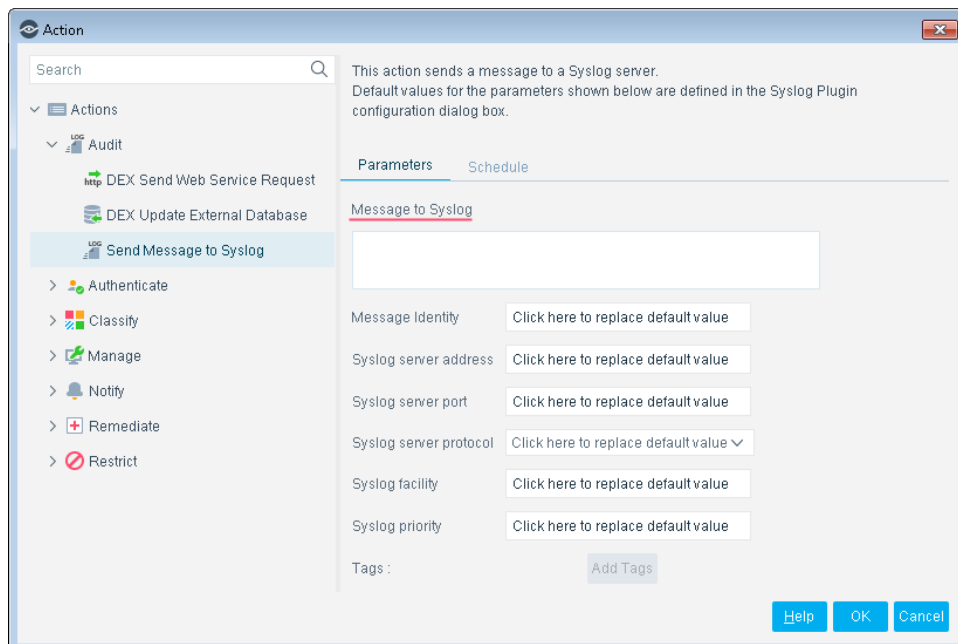 Action
Search
Actions
LOG
Audit
http DEX Send Web Service Request
DEX Update External Database
LOG
Send Message to Syslog
Authenticate
Classify
Manage
Notify
Remediate
Restrict
This action sends a message to a Syslog server.
Default values for the parameters shown below are defined in the Syslog Plugin
configuration dialog box.
Parameters Schedule
Message to Syslog
Message Identity Click here to replace default value
Syslog server address Click here to replace default value
Syslog server port Click here to replace default value
Syslog server protocol Click here to replace default value
Syslog facility Click here to replace default value
Syslog priority Click here to replace default value
Tags : Add Tags
Help OK Cancel